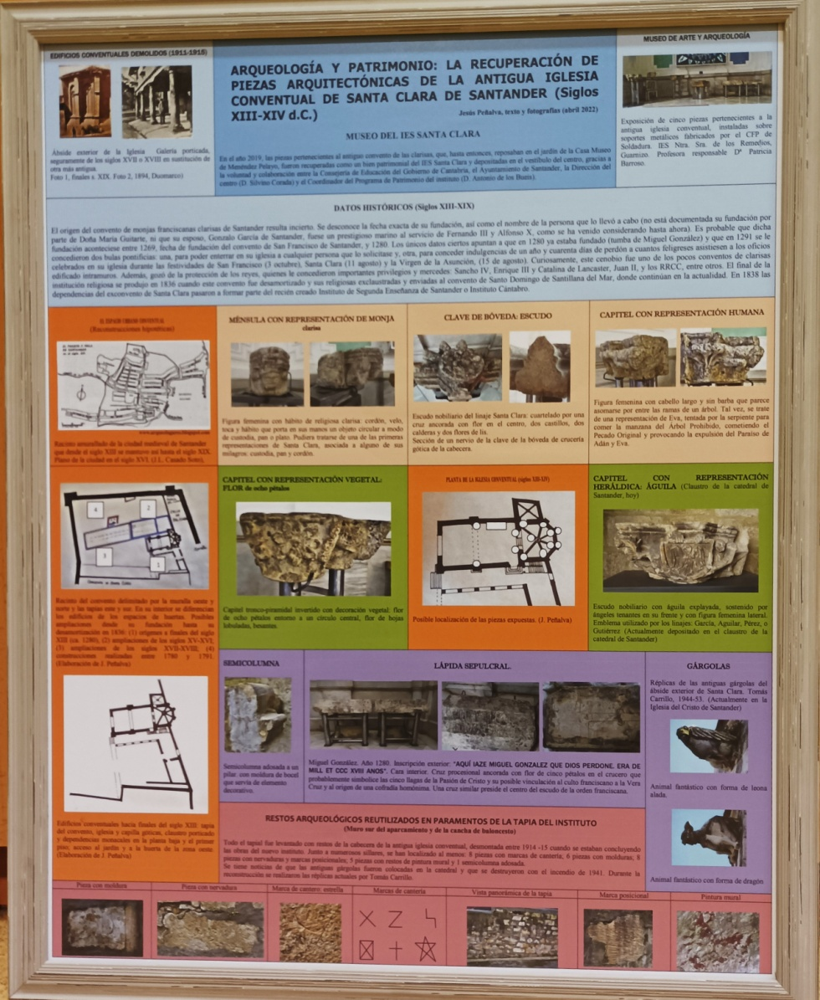 EDIFICIOS CONVENTUALES DEMOLIDOS (1911-1915)
Ábside exterior de la Iglesia Galería porticada,
seguramente de los siglos XVII o XVIII en sustitución de
otra más antigua.
Foto 1, finales s. XIX. Foto 2, 1894, Duomarco)
ARQUEOLOGÍA Y PATRIMONIO: LA RECUPERACIÓN DE
PIEZAS ARQUITECTÓNICAS DE LA ANTIGUA IGLESIA
CONVENTUAL DE SANTA CLARA DE SANTANDER (Siglos
XIII-XIV d.C.)
Jesús Peñalva, texto y fotografías (abril 2022)
MUSEO DEL IES SANTA CLARA
En el año 2019, las piezas pertenecientes al antiguo convento de las clarisas, que, hasta entonces, reposaban en el jardín de la Casa Museo
de Menéndez Pelayo, fueron recuperadas como un bien patrimonial del IES Santa Clara y depositadas en el vestíbulo del centro, gracias a
la voluntad y colaboración entre la Consejería de Educación del Gobierno de Cantabria, el Ayuntamiento de Santander, la Dirección del
centro (D. Silvino Corada) y el Coordinador del Programa de Patrimonio del instituto (D. Antonio de los Bueis).
MUSEO DE ARTE Y ARQUEOLOGÍA
Exposición de cinco piezas pertenecientes a la
antigua iglesia conventual, instaladas sobre
soportes metálicos fabricados por el CFP de
Soldadura. IES Ntra. Sra. de los Remedios,
Guarnizo. Profesora responsable Dª Patricia
Barroso.
DATOS HISTÓRICOS (Siglos XIII-XIX)
El origen del convento de monjas franciscanas clarisas de Santander resulta incierto. Se desconoce la fecha exacta de su fundación, así como el nombre de la persona que lo llevó a cabo (no está documentada su fundación por
parte de Doña María Guitarte, ni que su esposo, Gonzalo García de Santander, fuese un prestigioso marino al servicio de Fernando III y Alfonso X, como se ha venido considerando hasta ahora). Es probable que dicha
fundación aconteciese entre 1269, fecha de fundación del convento de San Francisco de Santander, y 1280. Los únicos datos ciertos apuntan a que en 1280 ya estaba fundado (tumba de Miguel González) y que en 1291 se le
concedieron dos bulas pontificias: una, para poder enterrar en su iglesia a cualquier persona que lo solicitase y, otra, para conceder indulgencias de un año y cuarenta días de perdón a cuantos feligreses asistiesen a los oficios
celebrados en su iglesia durante las festividades de San Francisco (3 octubre), Santa Clara (11 agosto) y la Virgen de la Asunción, (15 de agosto). Curiosamente, este cenobio fue uno de los pocos conventos de clarisas
edificado intramuros. Además, gozó de la protección de los reyes, quienes le concedieron importantes privilegios y mercedes: Sancho IV, Enrique III y Catalina de Lancaster, Juan II, y los RRCC, entre otros. El final de la
institución religiosa se produjo en 1836 cuando este convento fue desamortizado y sus religiosas exclaustradas y enviadas al convento de Santo Domingo de Santillana del Mar, donde continúan en la actualidad. En 1838 las
dependencias del exconvento de Santa Clara pasaron a formar parte del recién creado Instituto de Segunda Enseñanza de Santander o Instituto Cántabro.
EL ESPACIO URBANO CONVENTUAL
(Reconstrucciones hipotéticas)
Recinto amurallado de la ciudad medieval de Santander
que desde el siglo XIII se mantuvo así hasta el siglo XIX.
Plano de la ciudad en el siglo XVI. (J.L. Casado Soto).
MÉNSULA CON REPRESENTACIÓN DE MONJA
clarisa
Figura femenina con hábito de religiosa clarisa: cordón, velo,
toca y hábito que porta en sus manos un objeto circular a modo
de custodia, pan o plato. Pudiera tratarse de una de las primeras
representaciones de Santa Clara, asociada a alguno de sus
milagros: custodia, pan y cordón.
CLAVE DE BÓVEDA: ESCUDO
Escudo nobiliario del linaje Santa Clara: cuartelado por una
cruz ancorada con flor en el centro, dos castillos, dos
calderas y dos flores de lis.
Sección de un nervio de la clave de la bóveda de crucería
gótica de la cabecera.
CAPITEL CON REPRESENTACIÓN HUMANA
Figura femenina con cabello largo y sin barba que parece
asomarse por entre las ramas de un árbol. Tal vez, se trate
de una representación de Eva, tentada por la serpiente para
comer la manzana del Árbol Prohibido, cometiendo el
Pecado Original y provocando la expulsión del Paraíso de
Adán y Eva.
4
2
3
1
Recinto del convento delimitado por la muralla oeste y
norte y las tapias este y sur. En su interior se diferencian
los edificios de los espacios de huertas. Posibles
ampliaciones desde su fundación hasta su
desamortización en 1836: (1) orígenes a finales del siglo
XIII (ca. 1280), (2) ampliaciones de los siglos XV-XVI;
(3) ampliaciones de los siglos XVII-XVIII; (4)
construcciones realizadas entre 1780 y 1791.
(Elaboración de J. Peñalva)
CAPITEL CON REPRESENTACIÓN VEGETAL:
FLOR de ocho pétalos
Capitel tronco-piramidal invertido con decoración vegetal: flor
de ocho pétalos entorno a un círculo central, flor de hojas
lobuladas, besantes.
PLANTA DE LA IGLESIA CONVENTUAL (siglos XIII-XIV)
Posible localización de las piezas expuestas. (J. Peñalva)
CAPITEL CON REPRESENTACIÓN
HERÁLDICA: ÁGUILA (Claustro de la catedral de
Santander, hoy)
Escudo nobiliario con águila explayada, sostenido por
ángeles tenantes en su frente y con figura femenina lateral.
Emblema utilizado por los linajes: García, Aguilar, Pérez, o
Gutiérrez (Actualmente depositado en el claustro de la
catedral de Santander)
Edificios conventuales hacia finales del siglo XIII: tapia
del convento, iglesia y capilla góticas, claustro porticado
y dependencias monacales en la planta baja y el primer
piso, acceso al jardín y a la huerta de la zona oeste.
(Elaboración de J. Peñalva)
SEMICOLUMNA
Semicolumna adosada a un
pilar: con moldura de bocel
que servía de elemento
decorativo.
LÁPIDA SEPULCRAL.
Miguel González. Año 1280. Inscripción exterior: "AQUÍ IAZE MIGUEL GONZALEZ QUE DIOS PERDONE. ERA DE
MILL ET CCC XVIII ANOS". Cara interior. Cruz procesional ancorada con flor de cinco pétalos en el crucero que
probablemente simbolice las cinco llagas de la Pasión de Cristo y su posible vinculación al culto franciscano a la Vera
Cruz y al origen de una cofradía homónima. Una cruz similar preside el centro del escudo de la orden franciscana.
GÁRGOLAS
Réplicas de las antiguas gárgolas del
ábside exterior de Santa Clara. Tomás
Carrillo, 1944-53. (Actualmente en la
Iglesia del Cristo de Santander)
Animal fantástico con forma de leona
alada.
Animal fantástico con forma de dragón
RESTOS ARQUEOLÓGICOS REUTILIZADOS EN PARAMENTOS DE LA TAPIA DEL INSTITUTO
(Muro sur del aparcamiento y de la cancha de baloncesto)
Todo el tapial fue levantado con restos de la cabecera de la antigua iglesia conventual, desmontada entre 1914 -15 cuando se estaban concluyendo
las obras del nuevo instituto. Junto a numerosos sillares, se han localizado al menos: 8 piezas con marcas de cantería; 6 piezas con molduras; 8
piezas con nervaduras y marcas posicionales; 5 piezas con restos de pintura mural y 1 semicolumna adosada.
Se tiene noticias de que las antiguas gárgolas fueron colocadas en la catedral y que se destruyeron con el incendio de 1941. Durante la
reconstrucción se realizaron las réplicas actuales por Tomás Carrillo.
Pieza con moldura
Pieza con nervadura
Marca de cantero: estrella
Marcas de cantería
Vista panorámica de la tapia
Marca posicional
Pintura mural